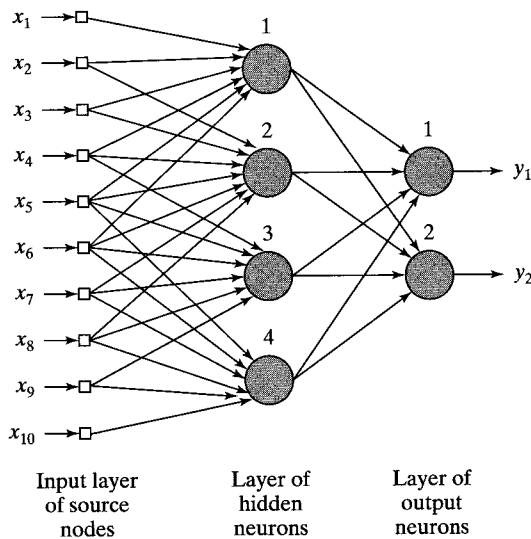 x1
x2
x3
x4
x5
x6
x7
x8
x9
x10
1
2
3
4
1
2
y1
y2
Input layer
of source
nodes
Layer of
hidden
neurons
Layer of
output
neurons